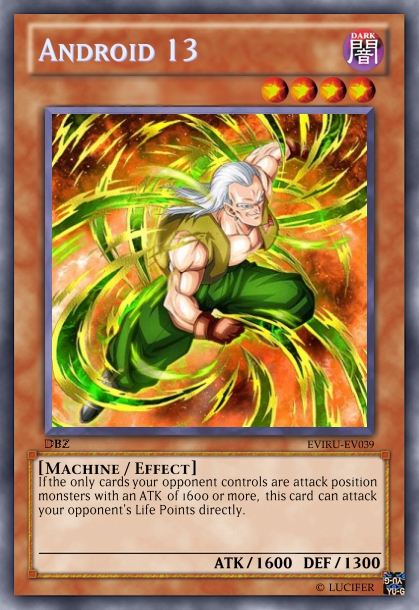 ANDROID 13
DARK
闇
DBZ
EVIRU-EV039
[MACHINE / EFFECT]
If the only cards your opponent controls are attack position
monsters with an ATK of 1600 or more, this card can attack
your opponent's Life Points directly.
ATK / 1600 DEF / 1300
© LUCIFER
YU-G